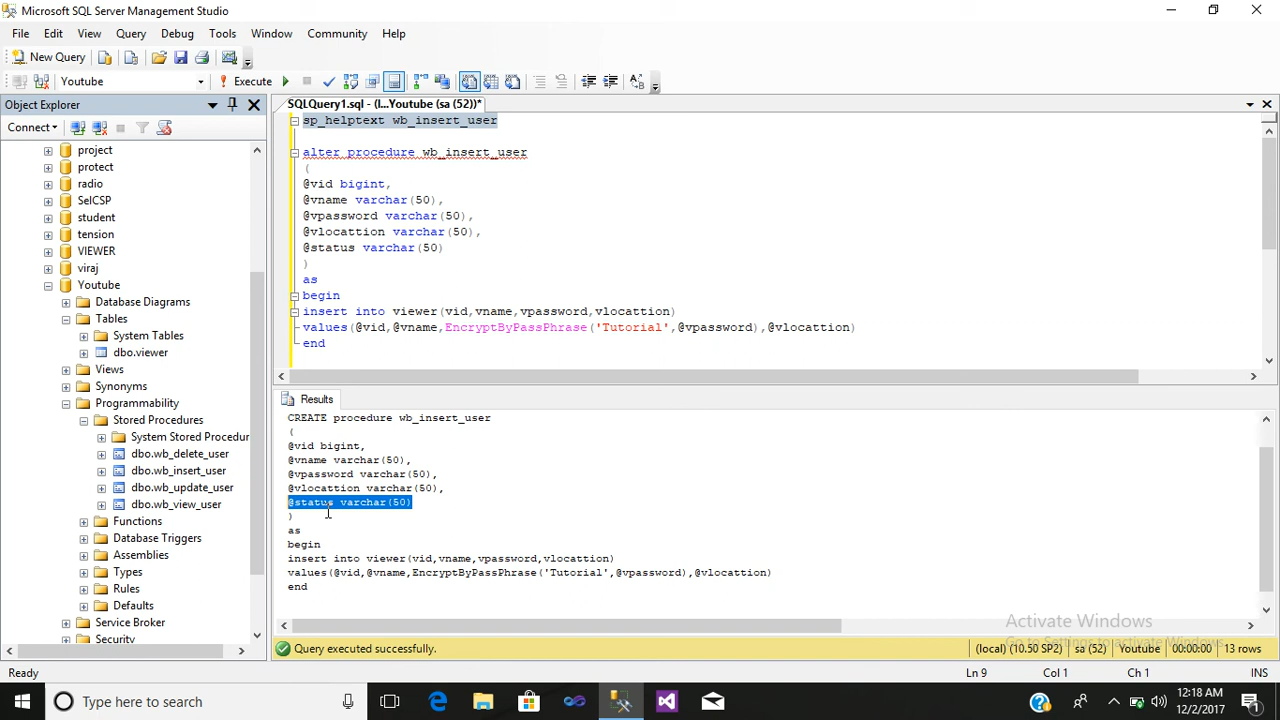 Microsoft SQL Server Management Studio
File Edit View Query Debug Tools Window Community Help
New Query
Youtube Execute
Object Explorer
Connect
project
protect
radio
SelCSP
student
tension
VIEWER
viraj
Youtube
Database Diagrams
Tables
System Tables
dbo.viewer
Views
Synonyms
Programmability
Stored Procedures
System Stored Procedur
dbo.wb_delete_user
dbo.wb_insert_user
dbo.wb_update_user
dbo.wb_view_user
Functions
Database Triggers
Assemblies
Types
Rules
Defaults
Service Broker
Security
SQLQuery1.sql - (l...Youtube (sa (52))*
sp_helptext wb_insert_user
alter procedure wb_insert_user
(
@vid bigint,
@vname varchar(50),
@vpassword varchar(50),
@vlocattion varchar(50),
@status varchar(50)
)
as
begin
insert into viewer(vid,vname,vpassword,vlocattion)
values(@vid,@vname,EncryptByPassPhrase('Tutorial',@vpassword),@vlocattion)
end
Results
CREATE procedure wb_insert_user
(
@vid bigint,
@vname varchar(50),
@vpassword varchar(50),
@vlocattion varchar(50),
@status varchar(50)
)
as
begin
insert into viewer(vid,vname,vpassword,vlocattion)
values(@vid,@vname,EncryptByPassPhrase('Tutorial',@vpassword),@vlocattion)
end
Activate Windows
Go to Settings to activate Windows.
Query executed successfully. (local) (10.50 SP2) sa (52) Youtube 00:00:00 13 rows
Ready Ln 9 Col 1 Ch 1 INS
Type here to search
12:18 AM
12/2/2017
1